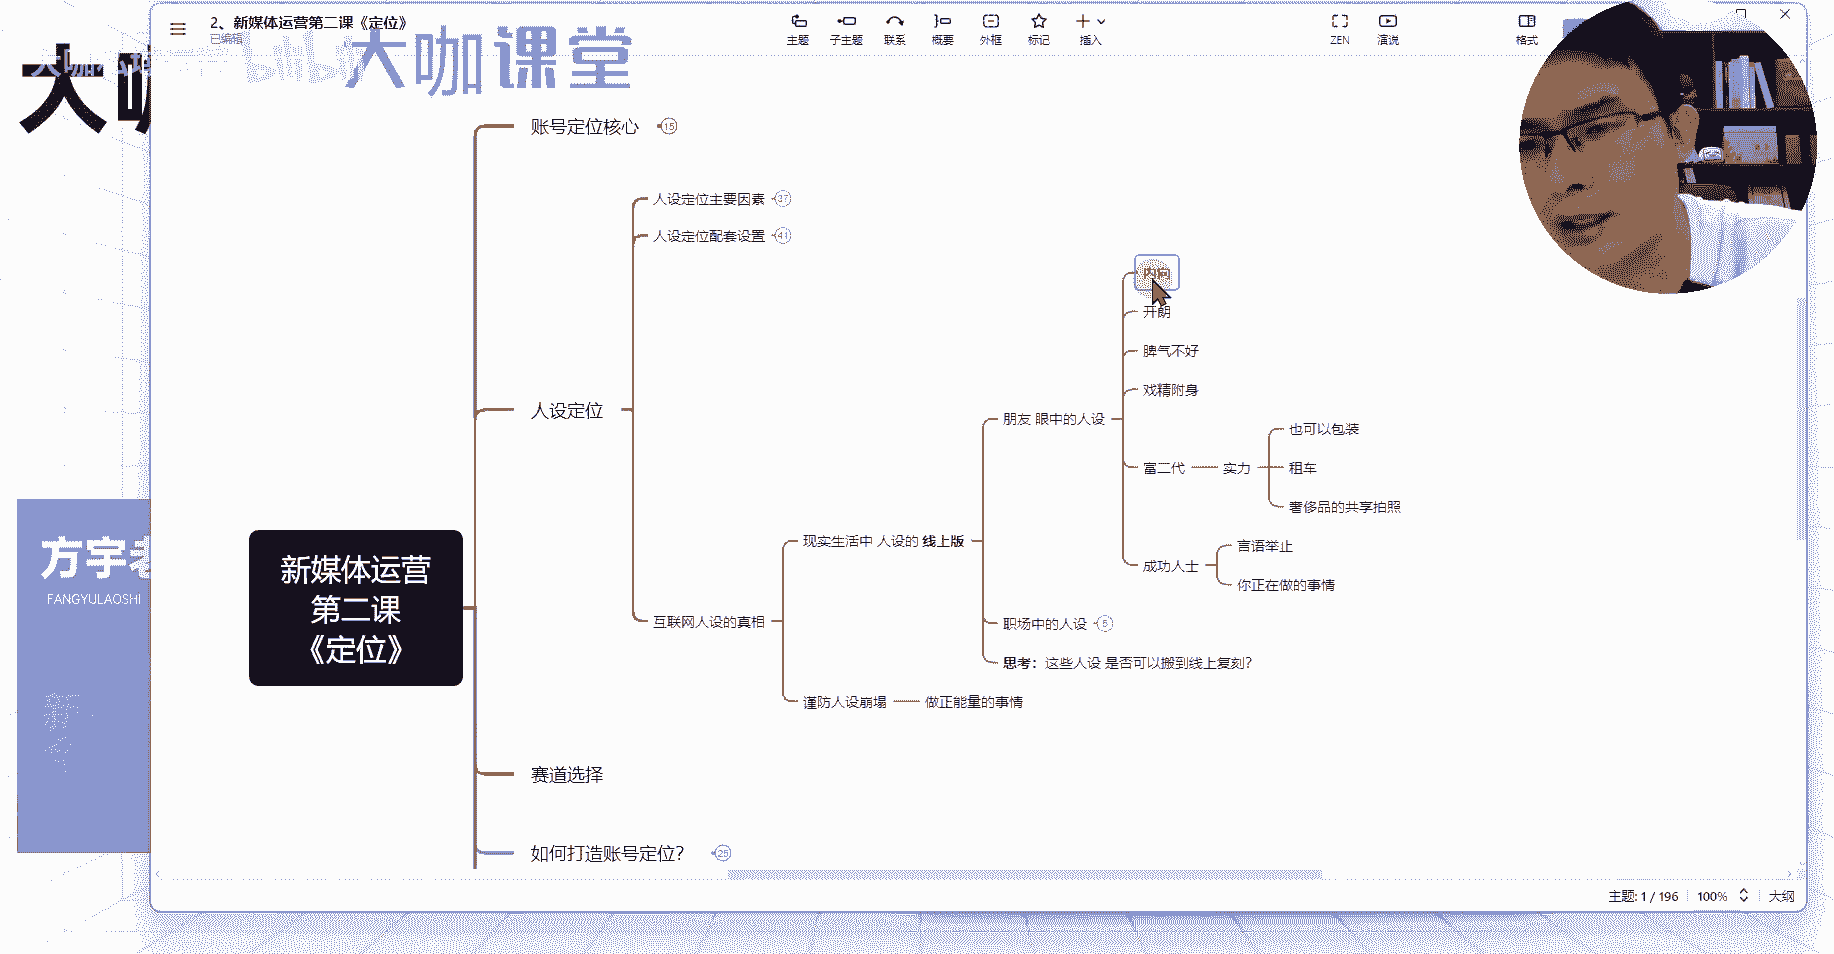 2、新媒体运营第二课《定位》
已编辑
主题
子主题
联系
概要
外框
标记
插入
ZEN
演说
格式
bilibili
大咖课堂
大咖
账号定位核心 15
人设定位主要因素 37
人设定位配套设置 41
内向
开朗
脾气不好
戏精附身
人设定位
朋友 眼中的人设
也可以包装
富二代
实力
租车
奢侈品的共享拍照
现实生活中 人设的 线上版
言语举止
成功人士
你正在做的事情
互联网人设的真相
职场中的人设 5
思考：这些人设 是否可以搬到线上复刻？
谨防人设崩塌
做正能量的事情
新媒体运营
第二课
《定位》
方宇老
FANGYULAOSHI
赛道选择
如何打造账号定位？ 25
主题: 1 / 196
100%
大纲